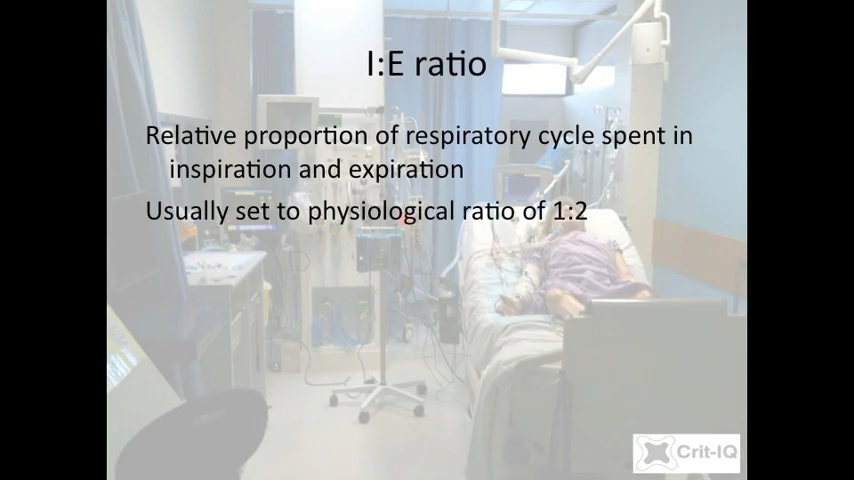 I:E ratio
Relative proportion of respiratory cycle spent in
inspiration and expiration
Usually set to physiological ratio of 1:2
Crit-IQ